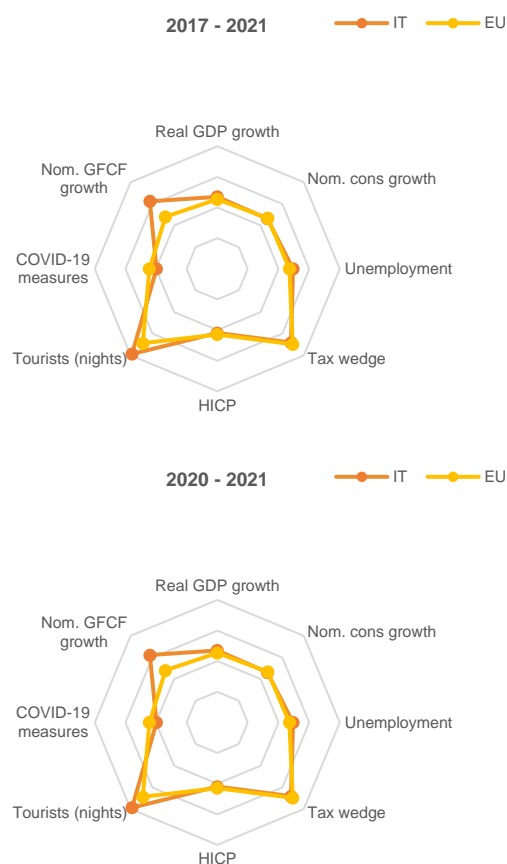 2017 - 2021
IT
EU
Real GDP growth
Nom. GFCF
growth
Nom. cons growth
COVID-19
measures
Unemployment
Tourists (nights)
Tax wedge
HICP
2020 - 2021
IT
EU
Real GDP growth
Nom. GFCF
growth
Nom. cons growth
COVID-19
measures
Unemployment
Tourists (nights)
Tax wedge
HICP